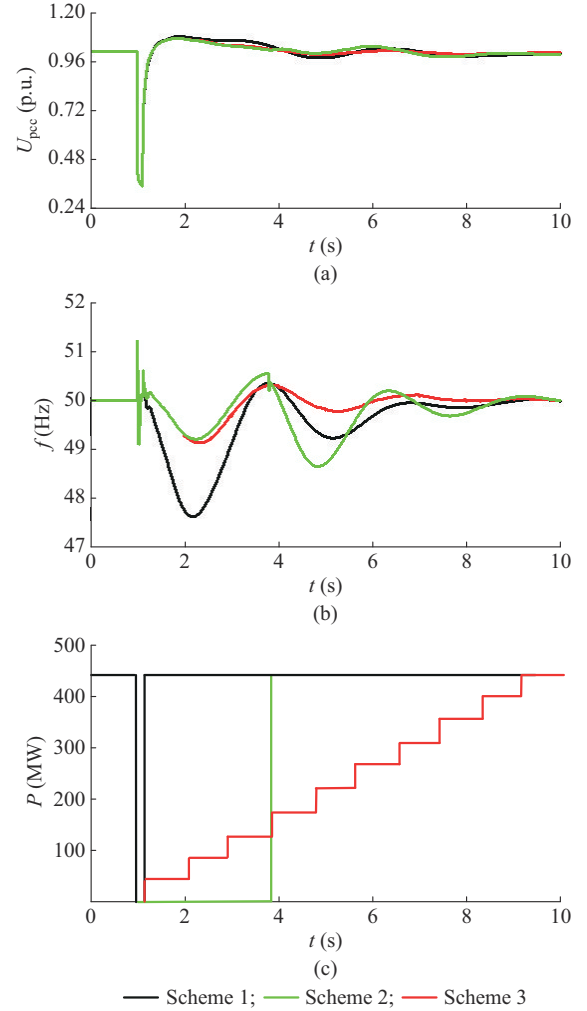 1.20
0.96
0.72
0.48
0.24
U_pcc (p.u.)
0 2 4 6 8 10
t (s)
(a)
52
51
50
49
48
47
f (Hz)
0 2 4 6 8 10
t (s)
(b)
500
400
300
200
100
P (MW)
0 2 4 6 8 10
t (s)
(c)
Scheme 1; Scheme 2; Scheme 3